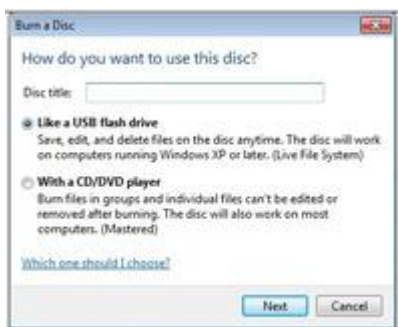 Burn a Disc
How do you want to use this disc?
Disc title:
Like a USB flash drive
Save, edit, and delete files on the disc anytime. The disc will work
on computers running Windows XP or later. (Live File System)
With a CD/DVD player
Burn files in groups and individual files can't be edited or
removed after burning. The disc will also work on most
computers. (Mastered)
Which one should I choose?
Next Cancel